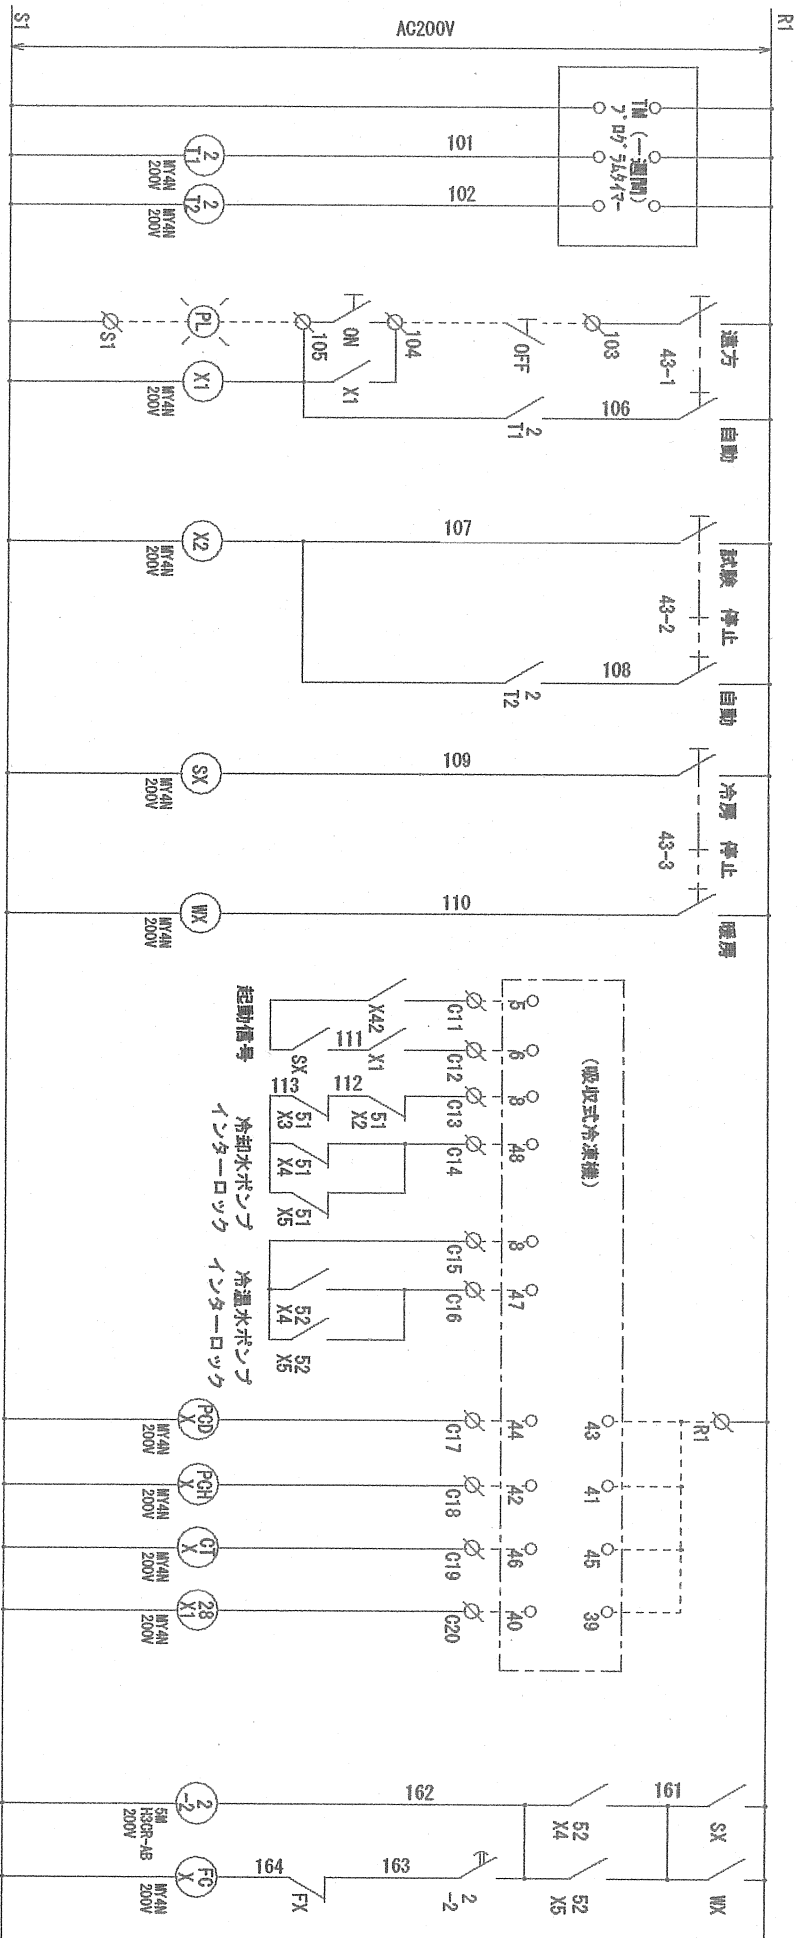 R1
S1
AC200V
TM (一週間)
プログラムタイマー
101
2
T1
MY4N
200V
102
2
T2
MY4N
200V
遠方
43-1
自動
103
OFF
104
ON
105
PL
S1
X1
X1
MY4N
200V
106
2
T1
試験 停止
43-2
自動
107
X2
MY4N
200V
108
2
T2
冷房 停止
43-3
暖房
109
SX
MY4N
200V
110
WX
MY4N
200V
(吸収式冷凍機)
5
6
8
48
8
47
C11
C12
C13
C14
C15
C16
X42
X1
111
SX
起動信号
51
X2
112
113
51
X3
51
X4
51
X5
冷却水ポンプ
インターロック
52
X4
52
X5
冷温水ポンプ
インターロック
R1
43
41
45
39
44
42
46
40
C17
C18
C19
C20
PCD
X
MY4N
200V
PCH
X
MY4N
200V
CT
X
MY4N
200V
28
X1
MY4N
200V
SX
WX
161
52
X4
52
X5
162
2
-2
5M
H3CR-A8
200V
2
-2
163
FX
164
FC
X
MY4N
200V